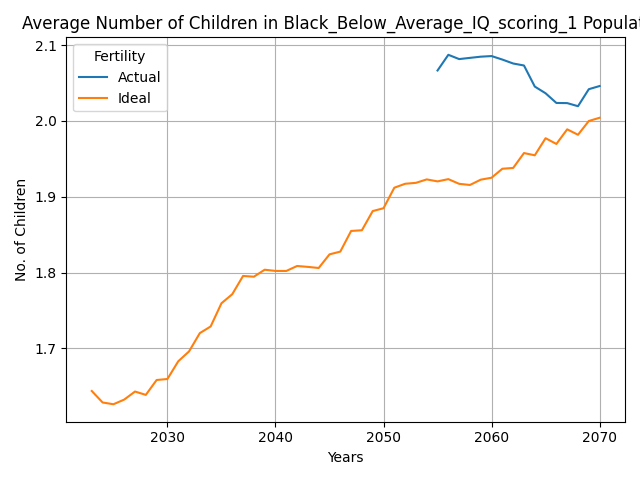 Average Number of Children in Black_Below_Average_IQ_scoring_1 Populat
2.1
2.0
1.9
1.8
1.7
No. of Children
Fertility
Actual
Ideal
2030 2040 2050 2060 2070
Years